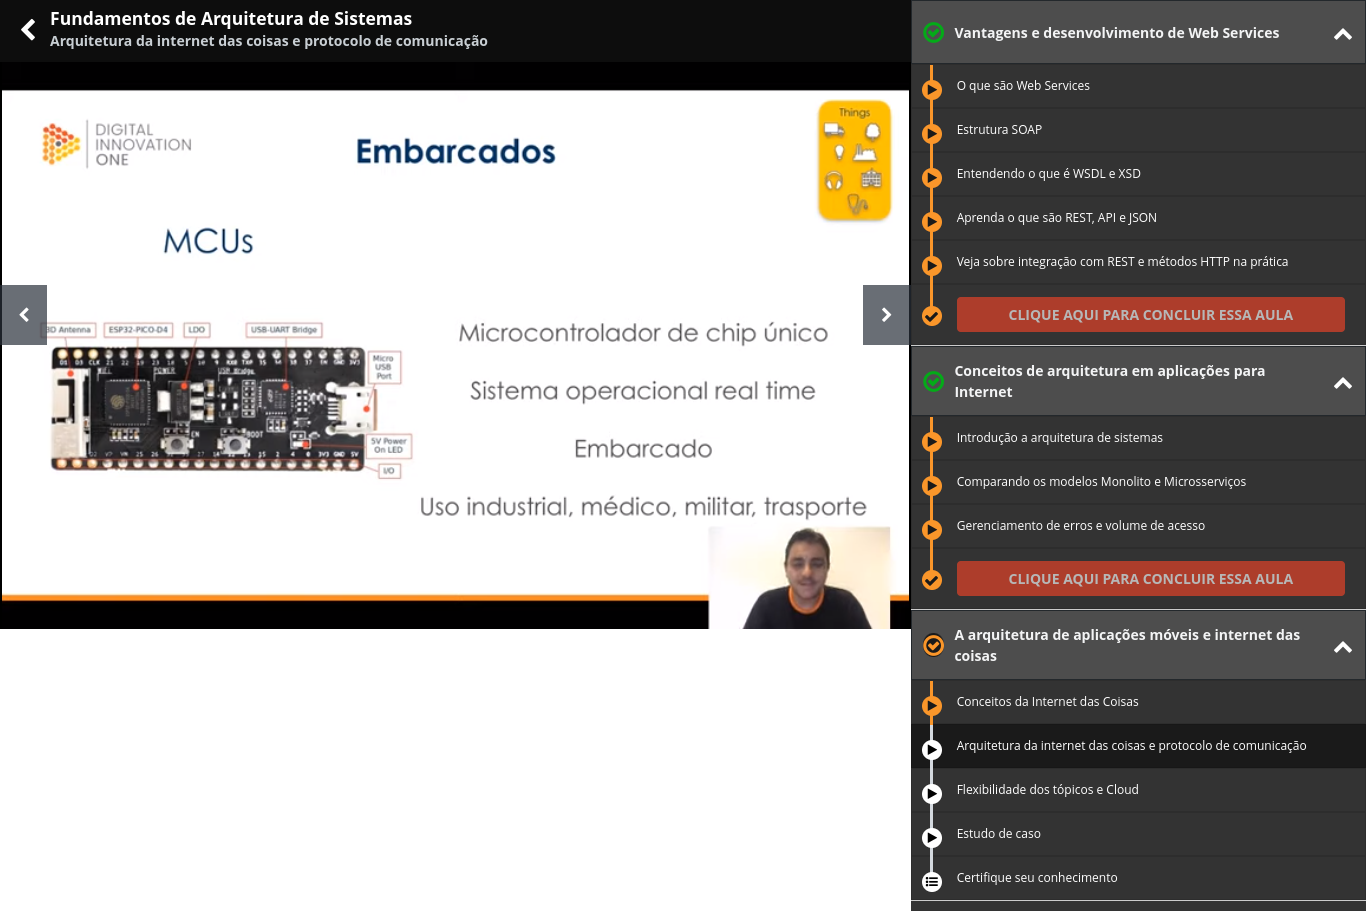 Fundamentos de Arquitetura de Sistemas
Arquitetura da internet das coisas e protocolo de comunicação
DIGITAL
INNOVATION
ONE
Embarcados
Things
MCUs
3D Antenna
ESP32-PICO-D4
LDO
USB-UART Bridge
Micro
USB
Port
5V Power
On LED
I/O
WiFi
POWER
USB Bridge
EN
BOOT
Microcontrolador de chip único
Sistema operacional real time
Embarcado
Uso industrial, médico, militar, trasporte
Vantagens e desenvolvimento de Web Services
O que são Web Services
Estrutura SOAP
Entendendo o que é WSDL e XSD
Aprenda o que são REST, API e JSON
Veja sobre integração com REST e métodos HTTP na prática
CLIQUE AQUI PARA CONCLUIR ESSA AULA
Conceitos de arquitetura em aplicações para
Internet
Introdução a arquitetura de sistemas
Comparando os modelos Monolito e Microsserviços
Gerenciamento de erros e volume de acesso
CLIQUE AQUI PARA CONCLUIR ESSA AULA
A arquitetura de aplicações móveis e internet das
coisas
Conceitos da Internet das Coisas
Arquitetura da internet das coisas e protocolo de comunicação
Flexibilidade dos tópicos e Cloud
Estudo de caso
Certifique seu conhecimento